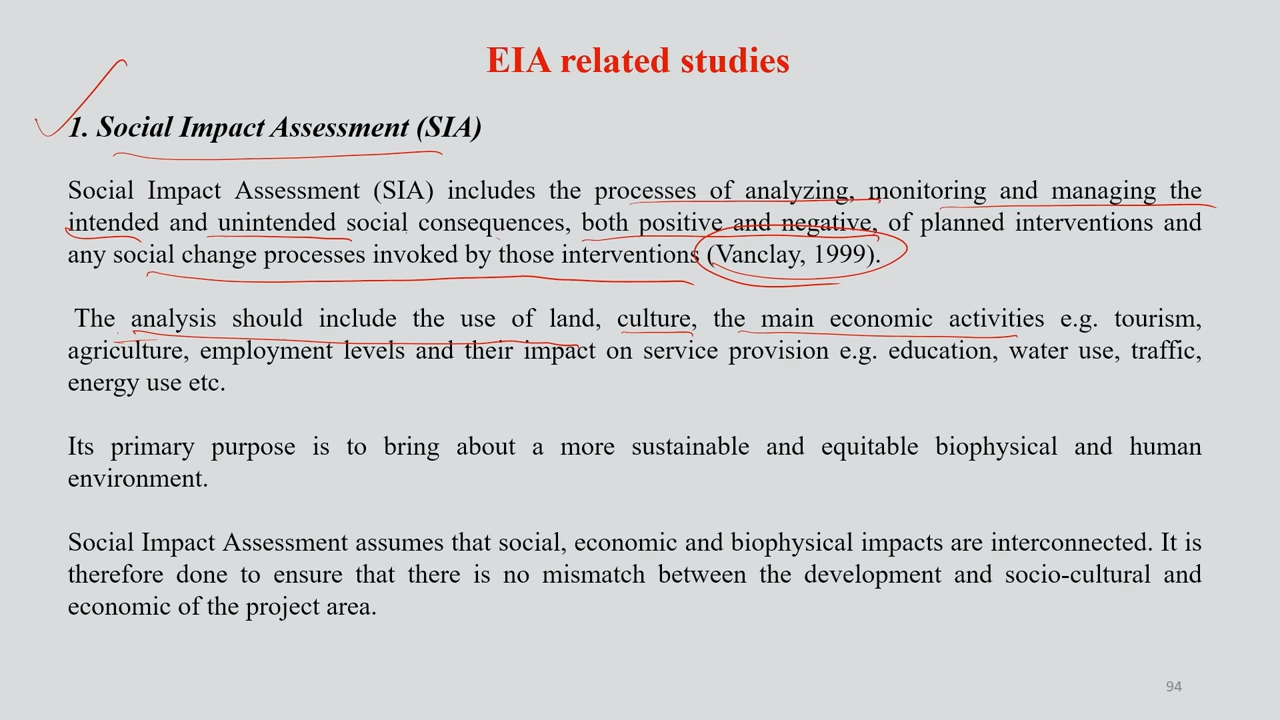 EIA related studies
1. Social Impact Assessment (SIA)
Social Impact Assessment (SIA) includes the processes of analyzing, monitoring and managing the
intended and unintended social consequences, both positive and negative, of planned interventions and
any social change processes invoked by those interventions (Vanclay, 1999).
The analysis should include the use of land, culture, the main economic activities e.g. tourism,
agriculture, employment levels and their impact on service provision e.g. education, water use, traffic,
energy use etc.
Its primary purpose is to bring about a more sustainable and equitable biophysical and human
environment.
Social Impact Assessment assumes that social, economic and biophysical impacts are interconnected. It is
therefore done to ensure that there is no mismatch between the development and socio-cultural and
economic of the project area.
94